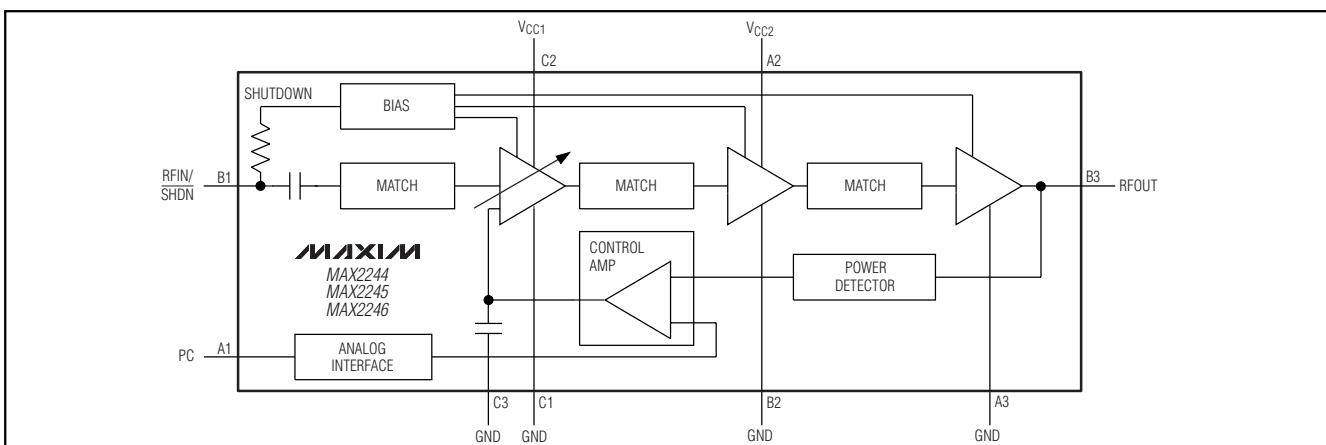 VCC1
VCC2
C2
A2
SHUTDOWN
BIAS
RFIN/
SHDN
B1
MATCH
MATCH
MATCH
B3
RFOUT
MAXIM
MAX2244
MAX2245
MAX2246
CONTROL
AMP
POWER
DETECTOR
PC
A1
ANALOG
INTERFACE
C3
C1
B2
A3
GND
GND
GND
GND